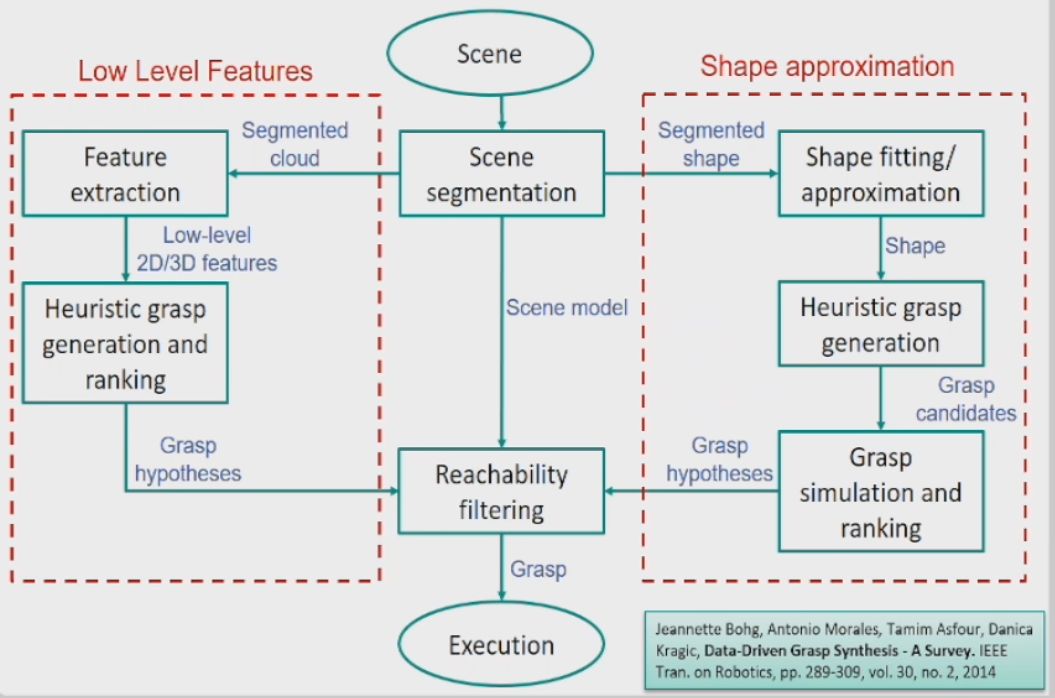 Scene
Low Level Features
Shape approximation
Segmented
cloud
Segmented
shape
Feature
extraction
Scene
segmentation
Shape fitting/
approximation
Low-level
2D/3D features
Shape
Heuristic grasp
generation and
ranking
Scene model
Heuristic grasp
generation
Grasp
candidates
Grasp
hypotheses
Reachability
filtering
Grasp
hypotheses
Grasp
simulation and
ranking
Grasp
Execution
Jeannette Bohg, Antonio Morales, Tamim Asfour, Danica
Kragic, Data-Driven Grasp Synthesis - A Survey. IEEE
Tran. on Robotics, pp. 289-309, vol. 30, no. 2, 2014